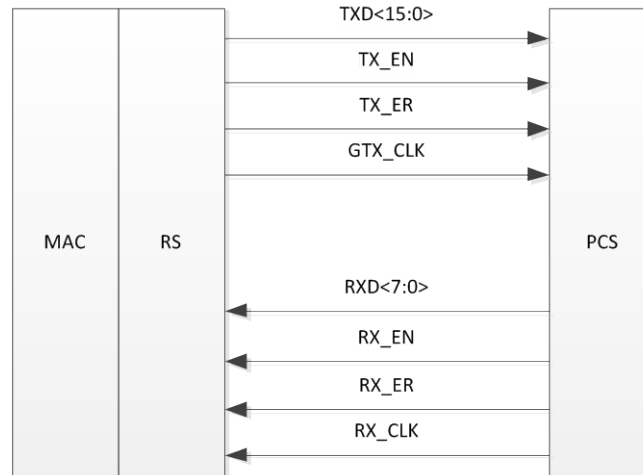 TXD<15:0>
TX_EN
TX_ER
GTX_CLK
MAC
RS
PCS
RXD<7:0>
RX_EN
RX_ER
RX_CLK